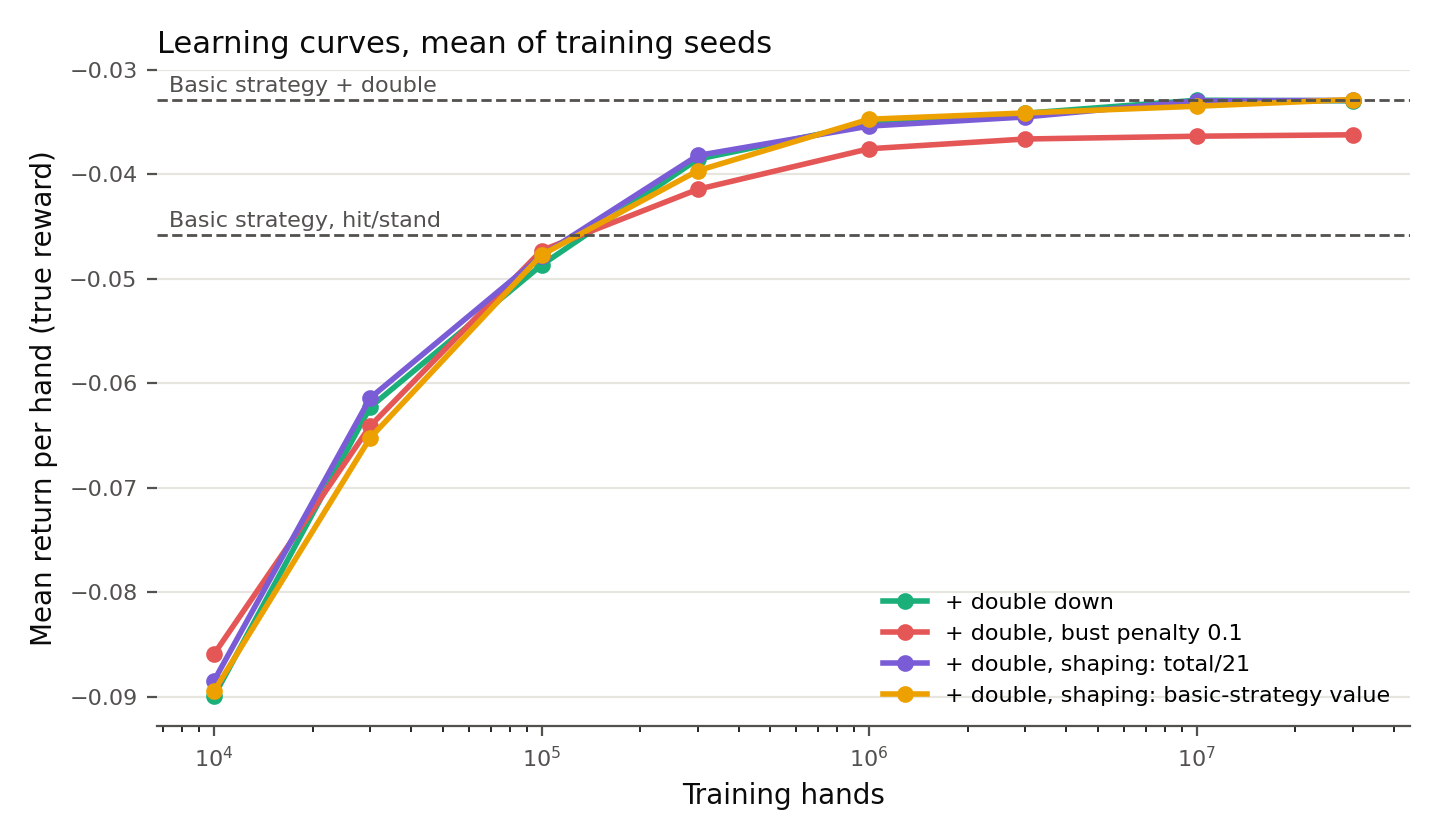 Learning curves, mean of training seeds
−0.03
Basic strategy + double
−0.04
Basic strategy, hit/stand
−0.05
−0.06
−0.07
−0.08
−0.09
Mean return per hand (true reward)
+ double down
+ double, bust penalty 0.1
+ double, shaping: total/21
+ double, shaping: basic-strategy value
10⁴ 10⁵ 10⁶ 10⁷
Training hands